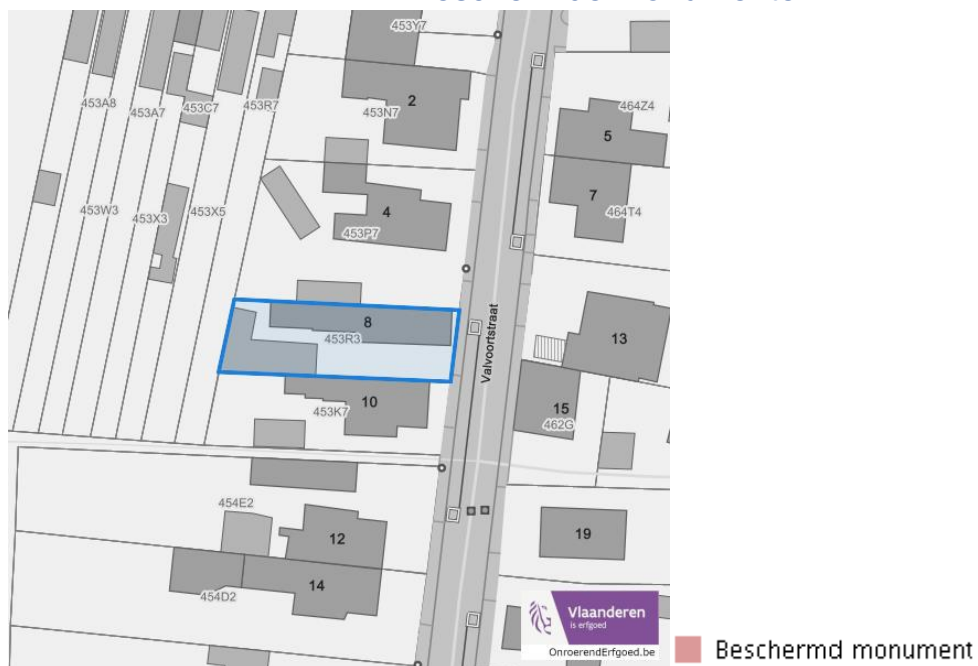 453Y7
2
453N7
453A8
453A7
453C7
453R7
464Z4
5
7
464T4
453W3
453X3
453X5
4
453P7
8
453R3
Valvoortstraat
13
10
453K7
15
462G
454E2
12
19
14
454D2
Vlaanderen
is erfgoed
OnroerendErfgoed.be
Beschermd monument